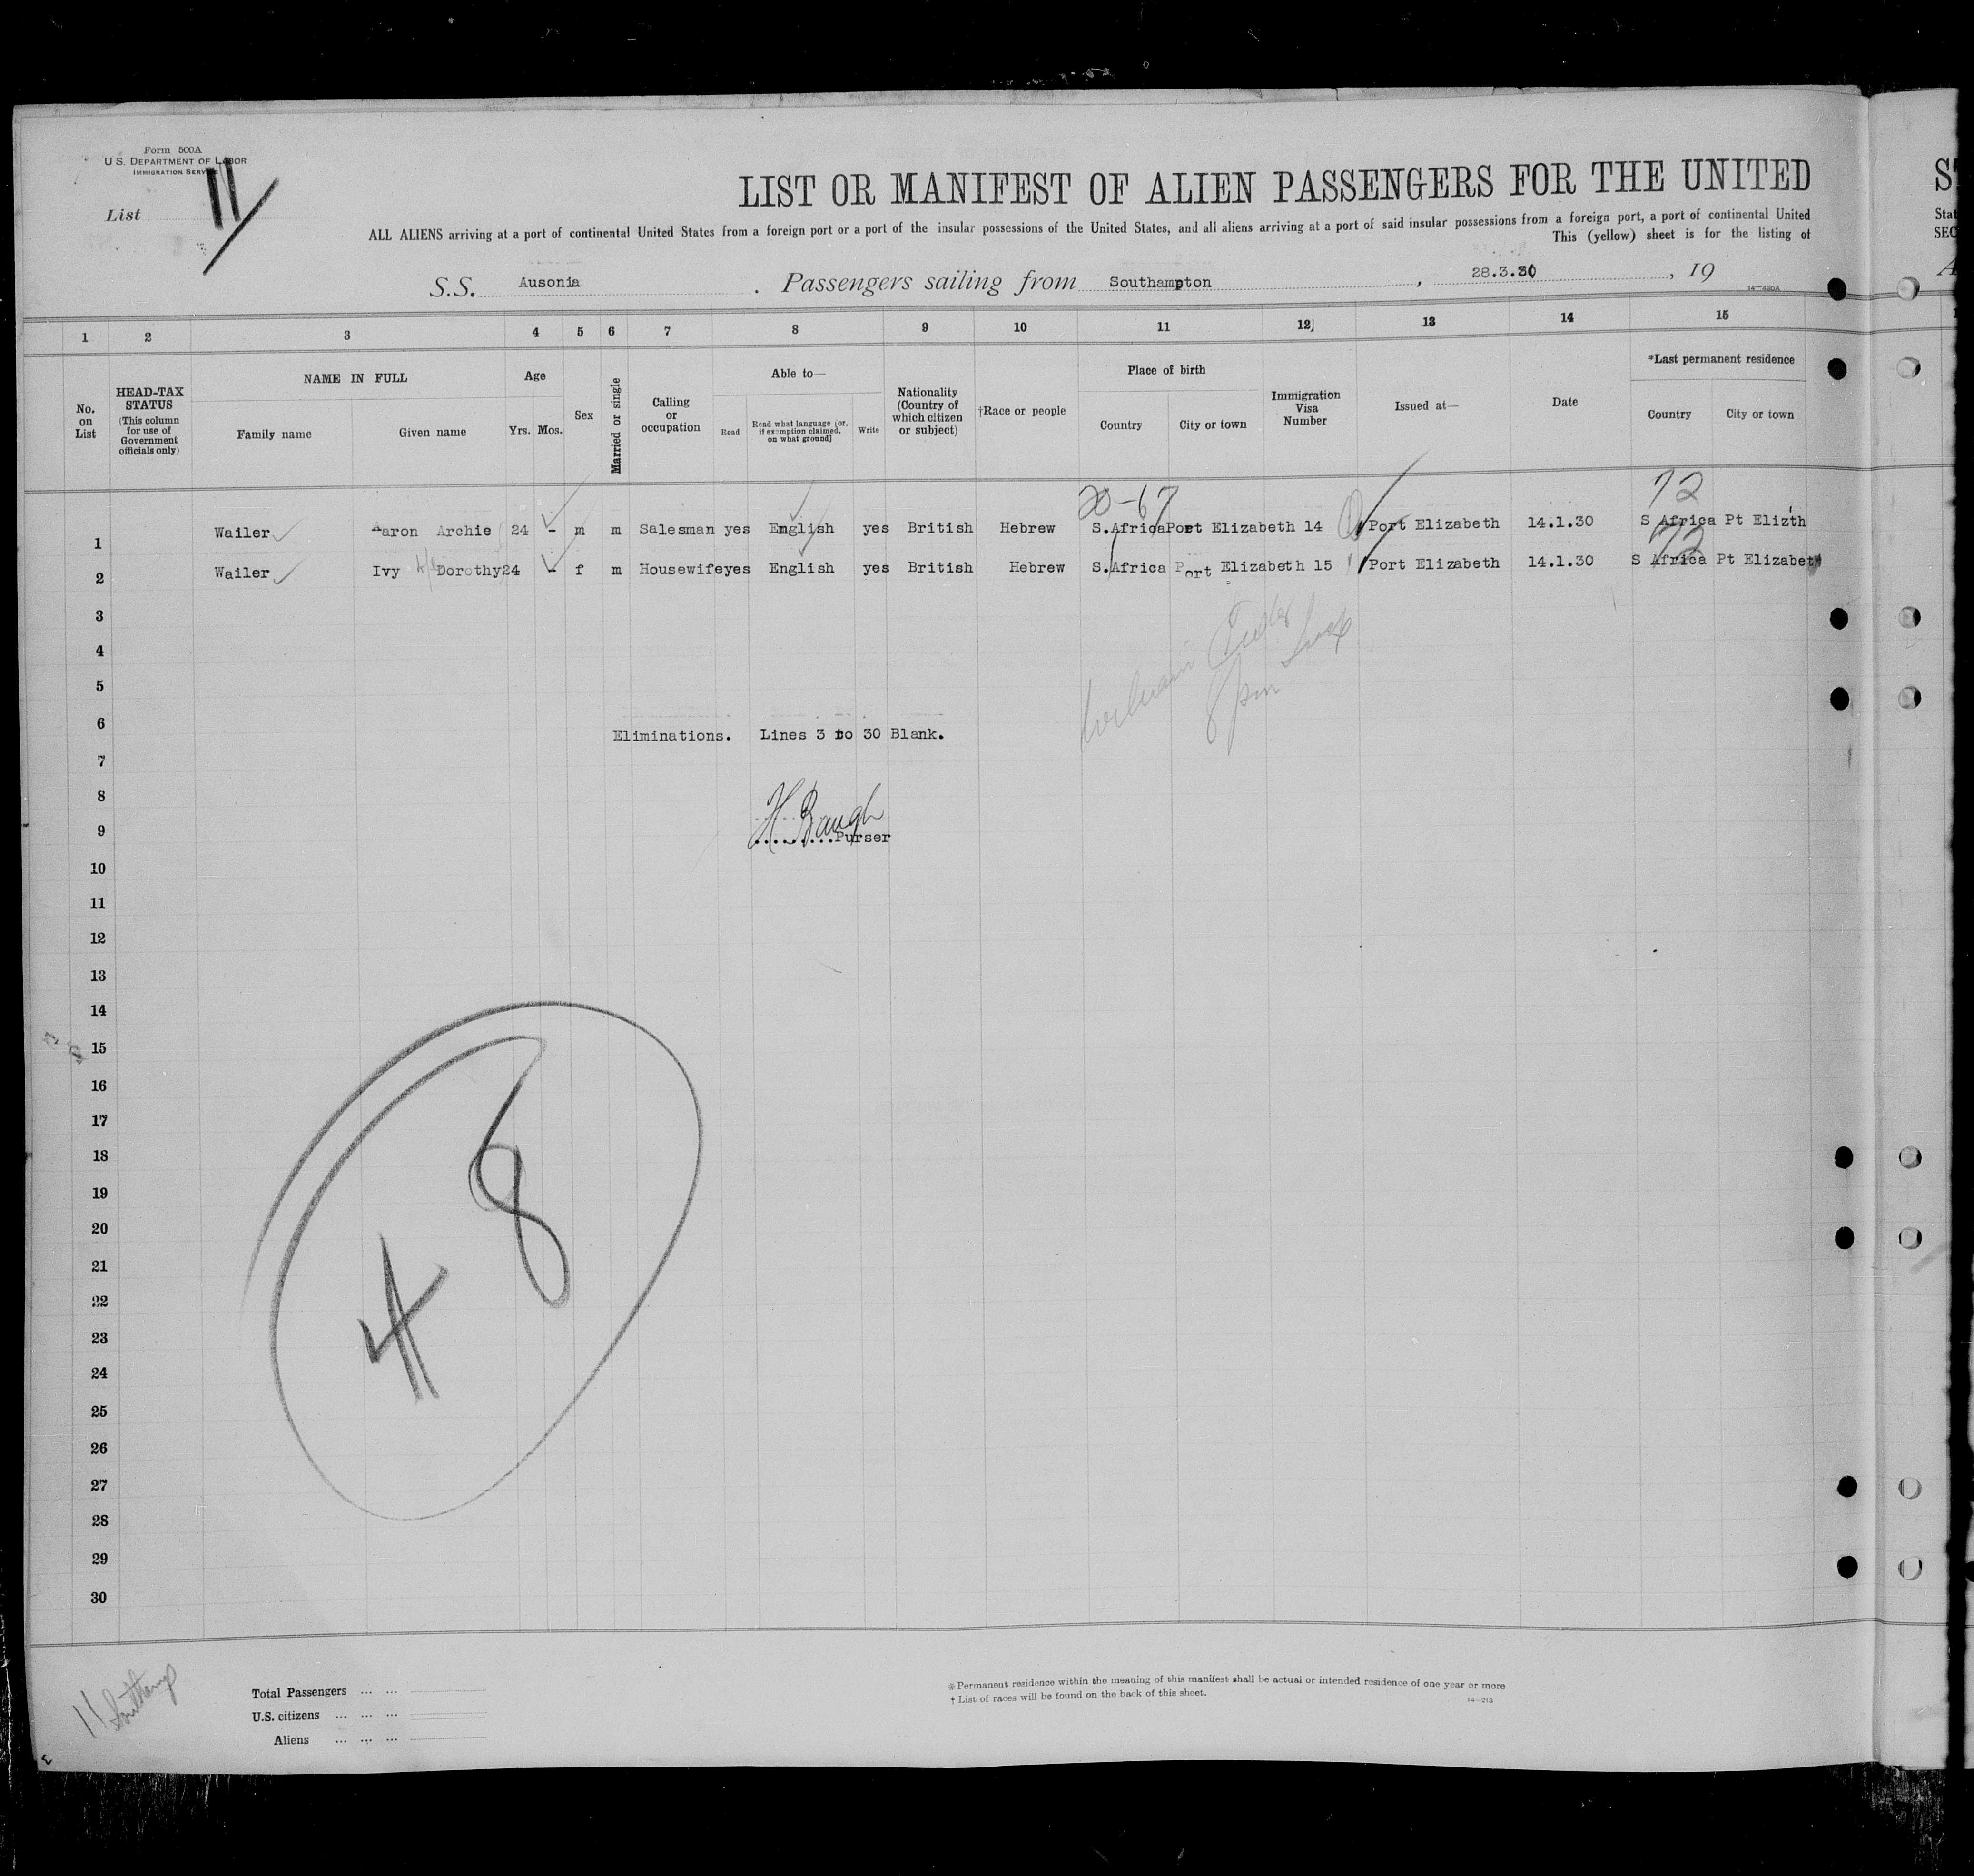 Form 500A
U.S. DEPARTMENT OF LABOR
IMMIGRATION SERVICE
List 11
LIST OR MANIFEST OF ALIEN PASSENGERS FOR THE UNITED
ALL ALIENS arriving at a port of continental United States from a foreign port or a port of the insular possessions of the United States, and all aliens arriving at a port of said insular possessions from a foreign port, a port of continental United
This (yellow) sheet is for the listing of
S.S. Ausonia. Passengers sailing from Southampton, 28.3.30, 19
14—430A
1 2 3 4 5 6 7 8 9 10 11 12 13 14 15
No. on List
HEAD-TAX STATUS
(This column for use of Government officials only)
NAME IN FULL
Family name Given name
Age
Yrs. Mos.
Sex
Married or single
Calling or occupation
Able to—
Read
Read what language (or, if exemption claimed, on what ground)
Write
Nationality (Country of which citizen or subject)
†Race or people
Place of birth
Country City or town
Immigration Visa Number
Issued at—
Date
*Last permanent residence
Country City or town
20-67 72
1 Wailer Aaron Archie 24 - m m Salesman yes English yes British Hebrew S.Africa Port Elizabeth 14 Port Elizabeth 14.1.30 S Africa Pt Elizth
72
2 Wailer Ivy Dorothy 24 - f m Housewife yes English yes British Hebrew S.Africa Port Elizabeth 15 Port Elizabeth 14.1.30 S Africa Pt Elizabeth
3
4
5
6
Eliminations. Lines 3 to 30 Blank.
7
8
H Baugh
9
.........Purser
10
11
12
13
14
15
16
17
18
19
20
21
22
23
24
25
26
27
28
29
30
48
11 Southamp
Total Passengers ... ...
U.S. citizens ... ... ...
Aliens ... ... ...
*Permanent residence within the meaning of this manifest shall be actual or intended residence of one year or more
† List of races will be found on the back of this sheet.
14—213